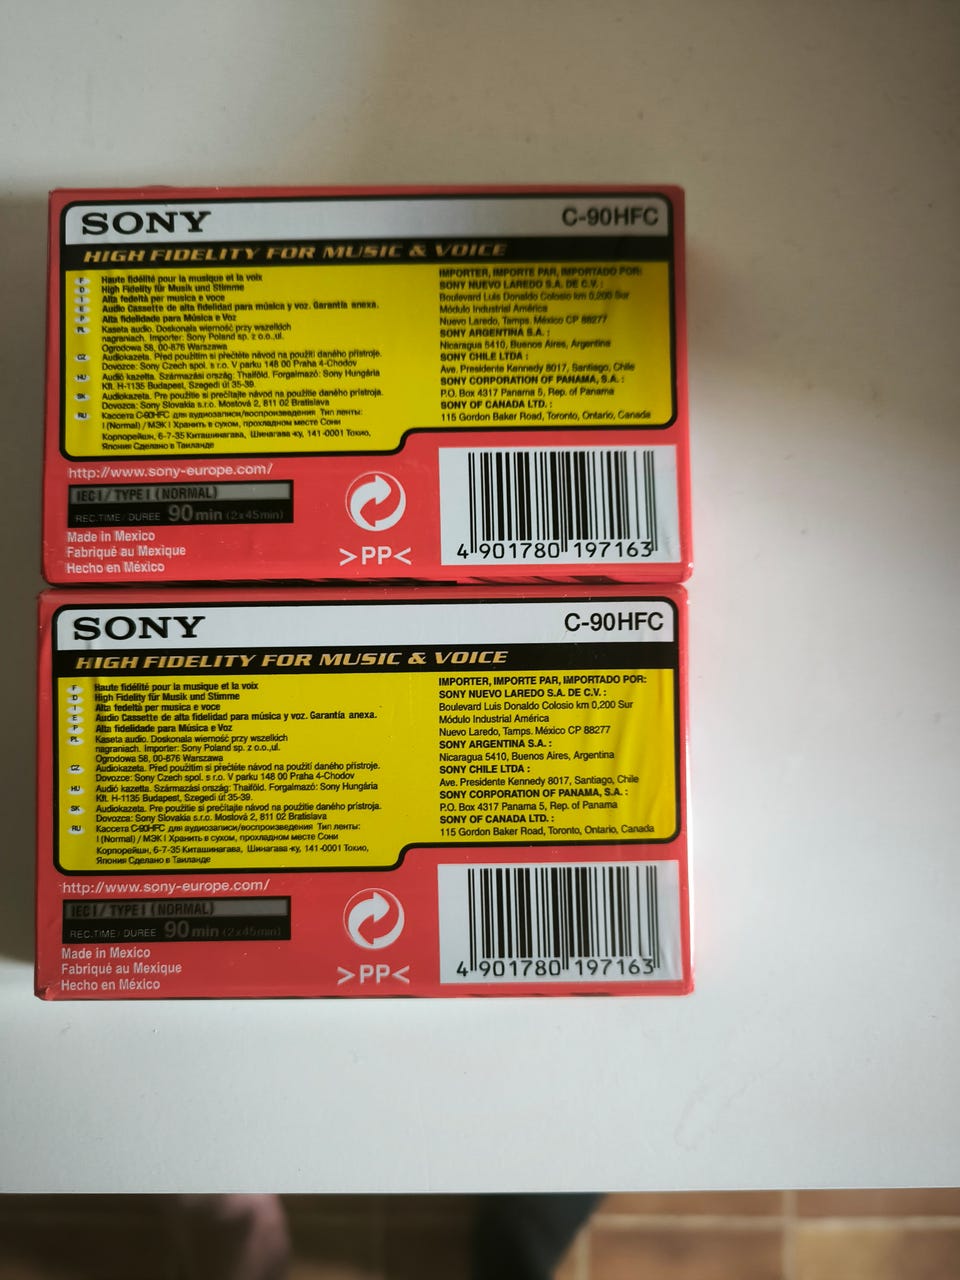 SONY
C-90HFC
HIGH FIDELITY FOR MUSIC & VOICE
F Haute fidélité pour la musique et la voix
D High Fidelity für Musik und Stimme
I Alta fedeltà per musica e voce
E Audio Cassette de alta fidelidad para música y voz. Garantía anexa.
P Alta fidelidade para Música e Voz
PL Kaseta audio. Doskonala wierność przy wszelkich
nagraniach. Importer: Sony Poland sp. z o.o.,ul.
Ogrodowa 58, 00-876 Warszawa
CZ Audiokazeta. Před použitím si přečtěte návod na použití daného přístroje.
Dovozce: Sony Czech spol. s r.o. V parku 148 00 Praha 4-Chodov
HU Audió kazetta. Származási ország: Thaiföld. Forgalmazó: Sony Hungária
Kft. H-1135 Budapest, Szegedi út 35-39.
SK Audiokazeta. Pre použitie si prečítajte návod na použitie daného prístroja.
Dovozca: Sony Slovakia s.r.o. Mostová 2, 811 02 Bratislava
RU Кассета C-90HFC для аудиозаписи/воспроизведения Тип ленты:
I (Normal) / МЭК I Хранить в сухом, прохладном месте Сони
Корпорейшн, 6-7-35 Киташинагава, Шинагава-ку, 141-0001 Токио,
Япония Сделано в Таиланде
IMPORTER, IMPORTE PAR, IMPORTADO POR:
SONY NUEVO LAREDO S.A. DE C.V. :
Boulevard Luis Donaldo Colosio km 0,200 Sur
Módulo Industrial América
Nuevo Laredo, Tamps. México CP 88277
SONY ARGENTINA S.A. :
Nicaragua 5410, Buenos Aires, Argentina
SONY CHILE LTDA :
Ave. Presidente Kennedy 8017, Santiago, Chile
SONY CORPORATION OF PANAMA, S.A. :
P.O. Box 4317 Panama 5, Rep. of Panama
SONY OF CANADA LTD. :
115 Gordon Baker Road, Toronto, Ontario, Canada
http://www.sony-europe.com/
IEC I / TYPE I (NORMAL)
REC.TIME/DUREE 90min (2x45min)
Made in Mexico
Fabriqué au Mexique
Hecho en México
>PP<
4 901780 197163
SONY
C-90HFC
HIGH FIDELITY FOR MUSIC & VOICE
F Haute fidélité pour la musique et la voix
D High Fidelity für Musik und Stimme
I Alta fedeltà per musica e voce
E Audio Cassette de alta fidelidad para música y voz. Garantía anexa.
P Alta fidelidade para Música e Voz
PL Kaseta audio. Doskonala wierność przy wszelkich
nagraniach. Importer: Sony Poland sp. z o.o.,ul.
Ogrodowa 58, 00-876 Warszawa
CZ Audiokazeta. Před použitím si přečtěte návod na použití daného přístroje.
Dovozce: Sony Czech spol. s r.o. V parku 148 00 Praha 4-Chodov
HU Audió kazetta. Származási ország: Thaiföld. Forgalmazó: Sony Hungária
Kft. H-1135 Budapest, Szegedi út 35-39.
SK Audiokazeta. Pre použitie si prečítajte návod na použitie daného prístroja.
Dovozca: Sony Slovakia s.r.o. Mostová 2, 811 02 Bratislava
RU Кассета C-90HFC для аудиозаписи/воспроизведения Тип ленты:
I (Normal) / МЭК I Хранить в сухом, прохладном месте Сони
Корпорейшн, 6-7-35 Киташинагава, Шинагава-ку, 141-0001 Токио,
Япония Сделано в Таиланде
IMPORTER, IMPORTE PAR, IMPORTADO POR:
SONY NUEVO LAREDO S.A. DE C.V. :
Boulevard Luis Donaldo Colosio km 0,200 Sur
Módulo Industrial América
Nuevo Laredo, Tamps. México CP 88277
SONY ARGENTINA S.A. :
Nicaragua 5410, Buenos Aires, Argentina
SONY CHILE LTDA :
Ave. Presidente Kennedy 8017, Santiago, Chile
SONY CORPORATION OF PANAMA, S.A. :
P.O. Box 4317 Panama 5, Rep. of Panama
SONY OF CANADA LTD. :
115 Gordon Baker Road, Toronto, Ontario, Canada
http://www.sony-europe.com/
IEC I / TYPE I (NORMAL)
REC.TIME/DUREE 90min (2x45min)
Made in Mexico
Fabriqué au Mexique
Hecho en México
>PP<
4 901780 197163